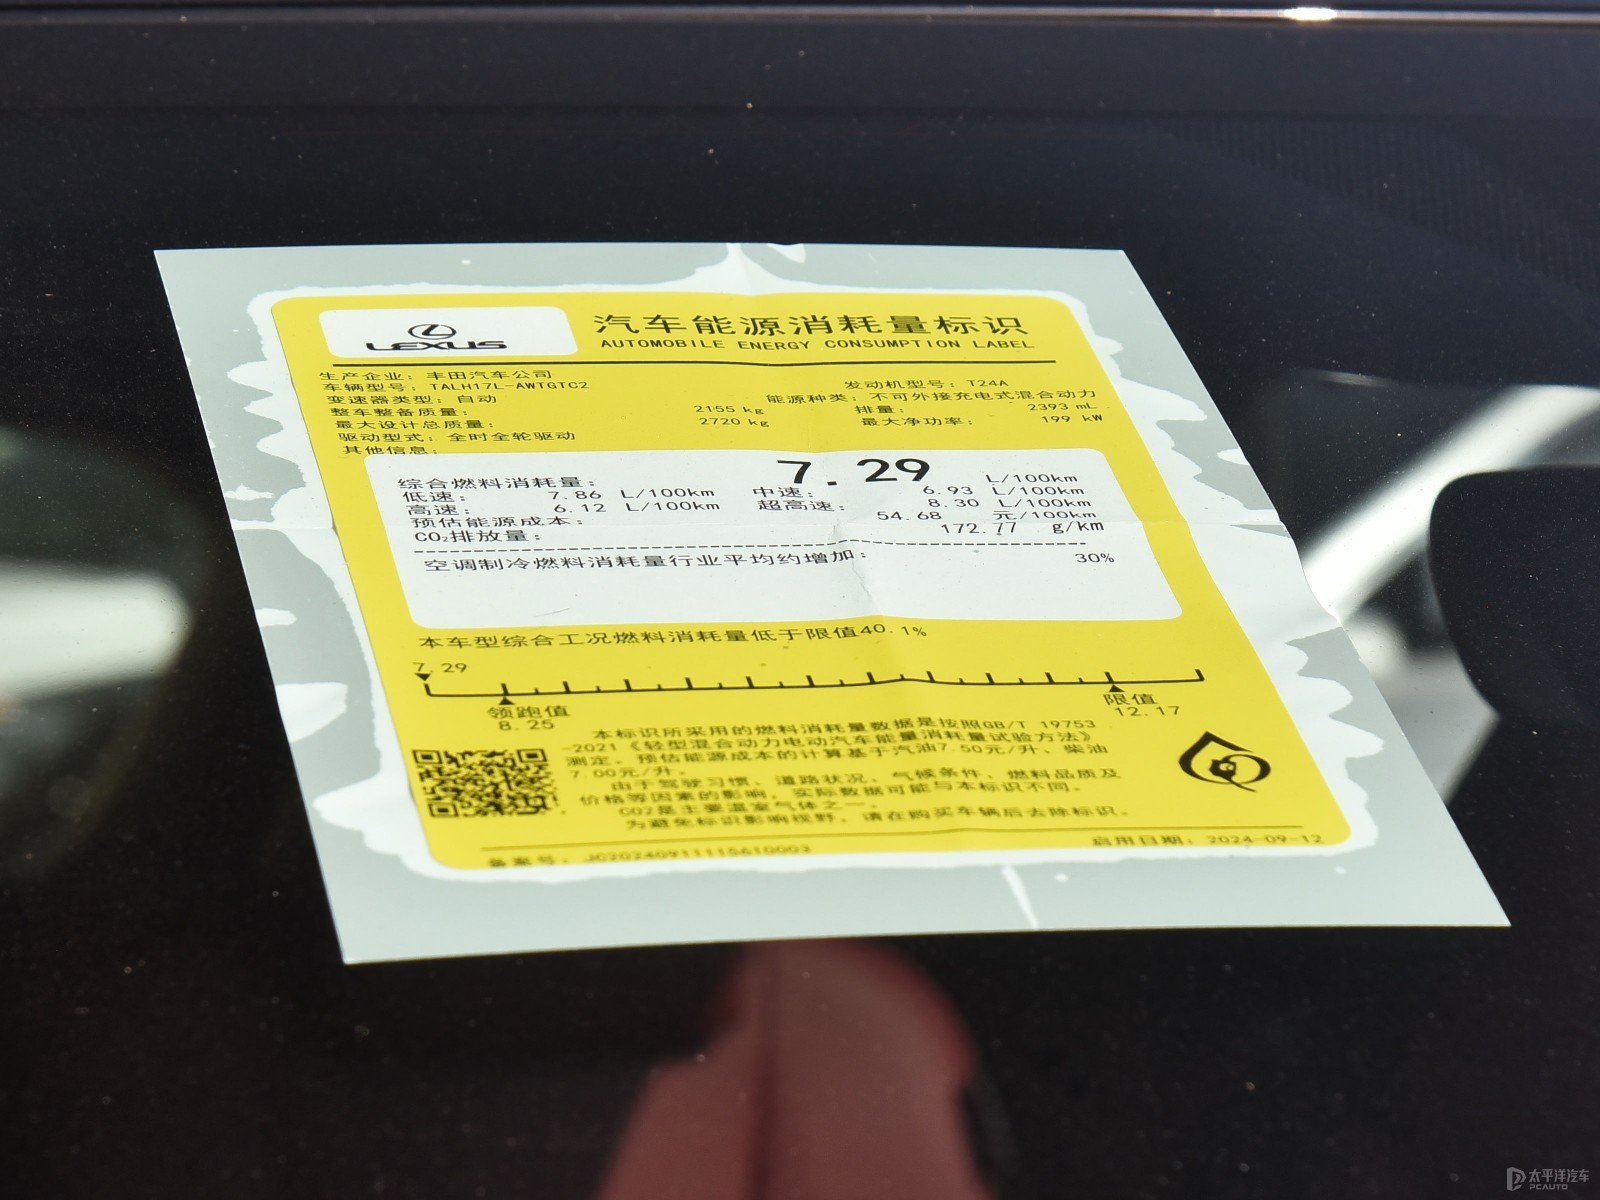 LEXUS
汽车能源消耗量标识
AUTOMOBILE ENERGY CONSUMPTION LABEL
生产企业: 丰田汽车公司
车辆型号: TALH17L-AWTGTC2 发动机型号: T24A
变速器类型: 自动 能源种类: 不可外接充电式混合动力
整车整备质量: 2155 kg 排量: 2393 mL
最大设计总质量: 2720 kg 最大净功率: 199 kW
驱动型式: 全时全轮驱动
其他信息:
综合燃料消耗量: 7.29 L/100km
低速: 7.86 L/100km 中速: 6.93 L/100km
高速: 6.12 L/100km 超高速: 8.30 L/100km
预估能源成本: 54.68 元/100km
CO₂排放量: 172.77 g/km
空调制冷燃料消耗量行业平均约增加: 30%
本车型综合工况燃料消耗量低于限值40.1%
7.29
领跑值 限值
8.25 12.17
本标识所采用的燃料消耗量数据是按照GB/T 19753
-2021《轻型混合动力电动汽车能量消耗量试验方法》
测定、预估能源成本的计算基于汽油7.50元/升、柴油
7.00元/升。
由于驾驶习惯、道路状况、气候条件、燃料品质及
价格等因素的影响，实际数据可能与本标识不同。
CO2是主要温室气体之一。
为避免标识影响视野，请在购买车辆后去除标识。
备案号: JC20240911115610003 启用日期: 2024-09-12
太平洋汽车
PCAUTO